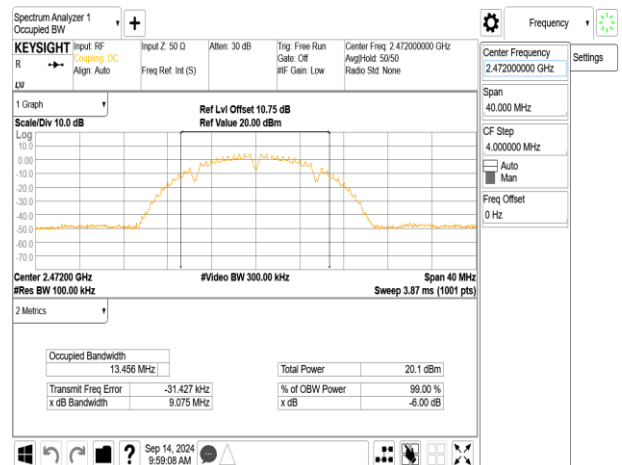 Spectrum Analyzer 1
Occupied BW
Frequency
KEYSIGHT
Input: RF
Coupling: DC
Align: Auto
Input Z: 50 Ω
Freq Ref: Int (S)
Atten: 30 dB
Trig: Free Run
Gate: Off
#IF Gain: Low
Center Freq: 2.472000000 GHz
Avg|Hold: 50/50
Radio Std: None
R
LXI
Center Frequency
2.472000000 GHz
Settings
Span
40.000 MHz
CF Step
4.000000 MHz
Auto
Man
Freq Offset
0 Hz
1 Graph
Scale/Div 10.0 dB
Ref Lvl Offset 10.75 dB
Ref Value 20.00 dBm
Log
10.0
0.00
-10.0
-20.0
-30.0
-40.0
-50.0
-60.0
-70.0
Center 2.47200 GHz
#Video BW 300.00 kHz
Span 40 MHz
#Res BW 100.00 kHz
Sweep 3.87 ms (1001 pts)
2 Metrics
Occupied Bandwidth
13.456 MHz
Total Power 20.1 dBm
Transmit Freq Error -31.427 kHz
% of OBW Power 99.00 %
x dB Bandwidth 9.075 MHz
x dB -6.00 dB
?
Sep 14, 2024
9:59:08 AM